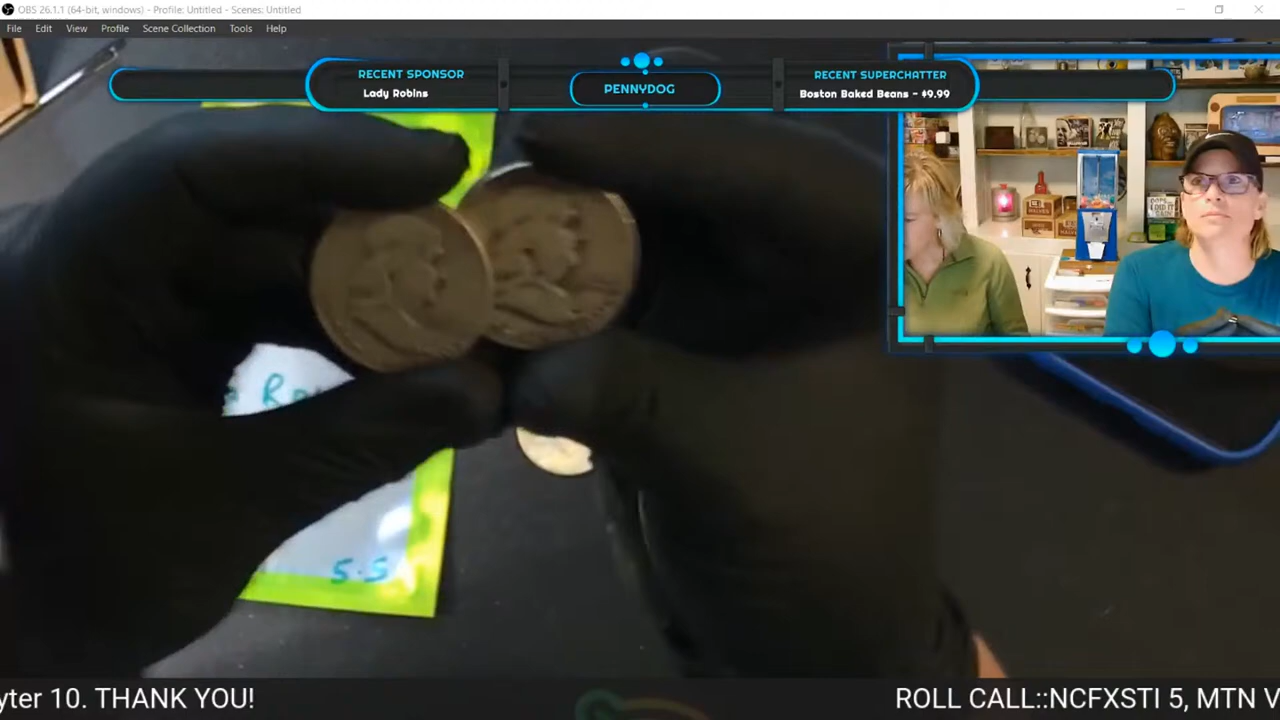 OBS 26.1.1 (64-bit, windows) - Profile: Untitled - Scenes: Untitled
File Edit View Profile Scene Collection Tools Help
RECENT SPONSOR
Lady Robins
PENNYDOG
RECENT SUPERCHATTER
Boston Baked Beans - $9.99
5.5
yter 10. THANK YOU!
ROLL CALL::NCFXSTI 5, MTN V